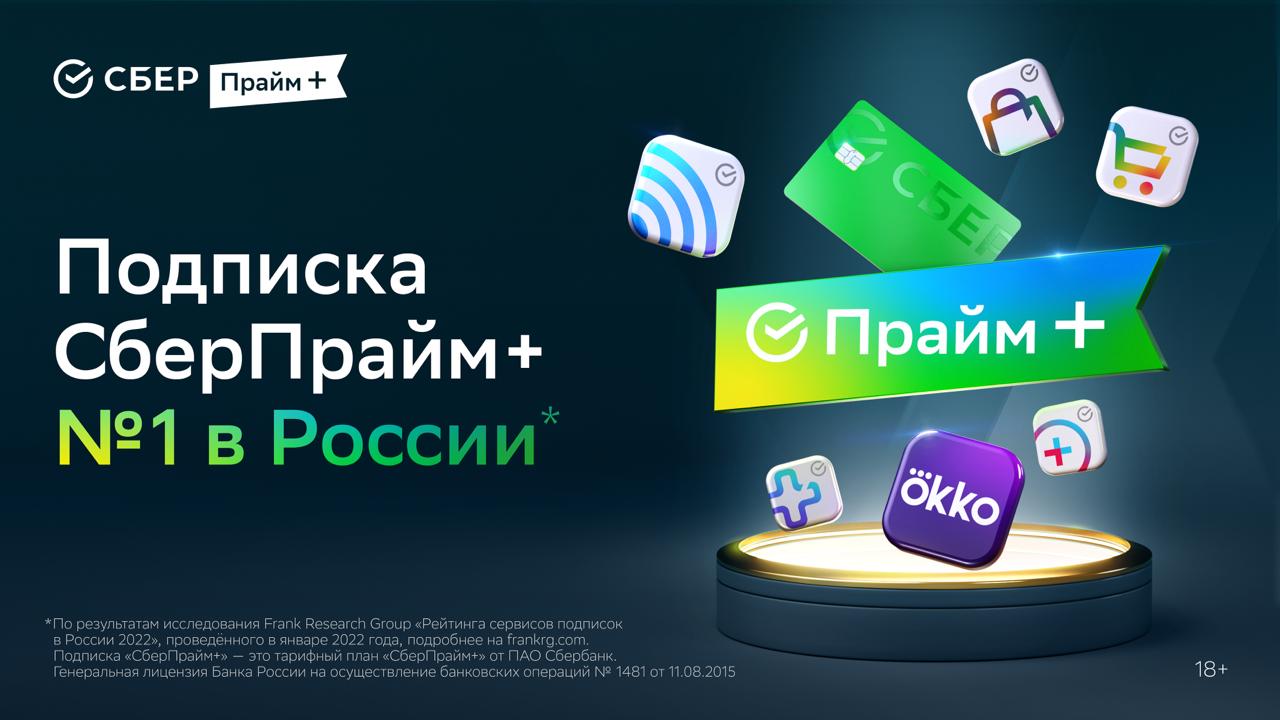 СБЕР Прайм+
СБЕР
Прайм+
Подписка
СберПрайм+
№1 в России*
okko
*По результатам исследования Frank Research Group «Рейтинга сервисов подписок
в России 2022», проведённого в январе 2022 года, подробнее на frankrg.com.
Подписка «СберПрайм+» — это тарифный план «СберПрайм+» от ПАО Сбербанк.
Генеральная лицензия Банка России на осуществление банковских операций № 1481 от 11.08.2015
18+